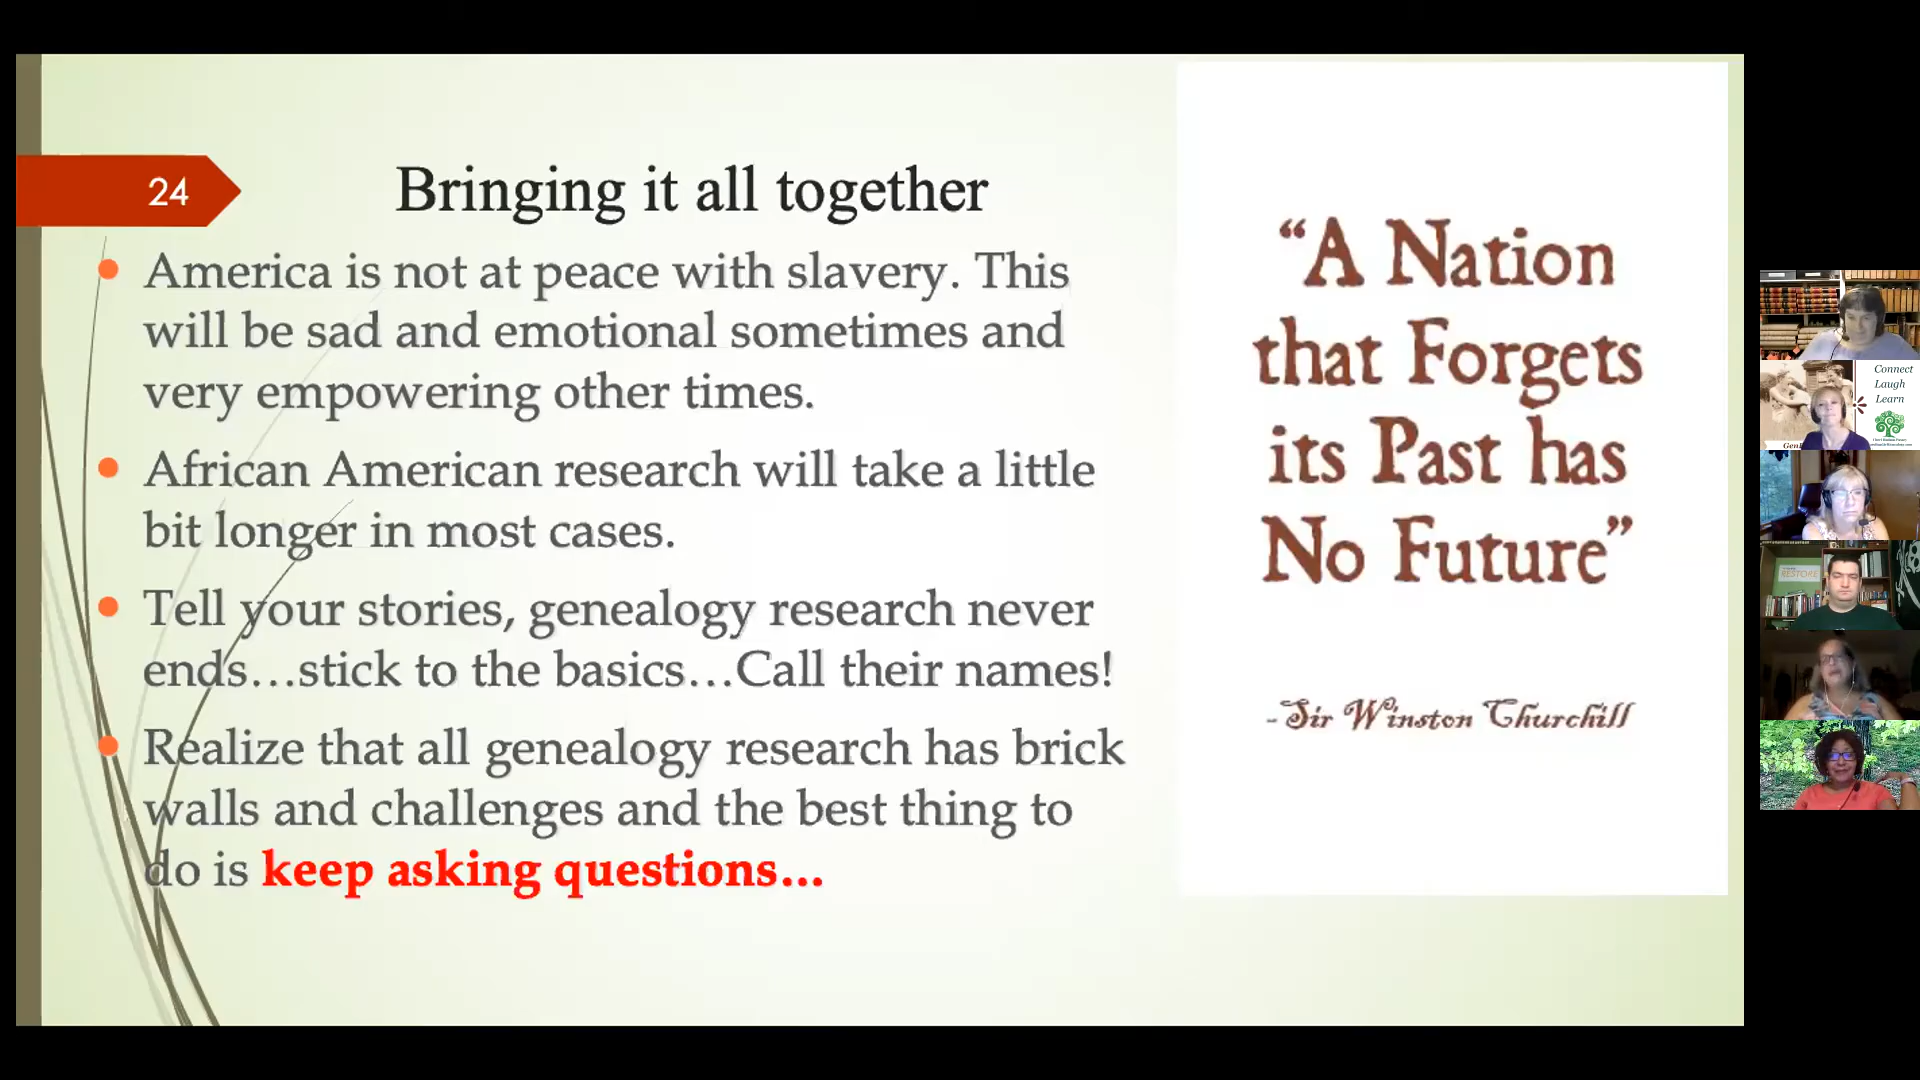 24
Bringing it all together
America is not at peace with slavery. This
will be sad and emotional sometimes and
very empowering other times.
African American research will take a little
bit longer in most cases.
Tell your stories, genealogy research never
ends...stick to the basics...Call their names!
Realize that all genealogy research has brick
walls and challenges and the best thing to
do is keep asking questions...
“A Nation
that Forgets
its Past has
No Future”
-Sir Winston Churchill
Connect
Laugh
Learn
RESTORE